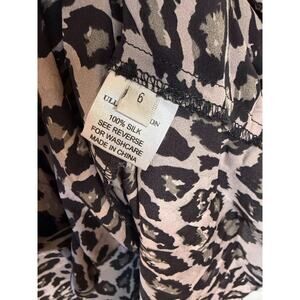 6
100% SILK
SEE REVERSE
FOR WASHCARE
MADE IN CHINA